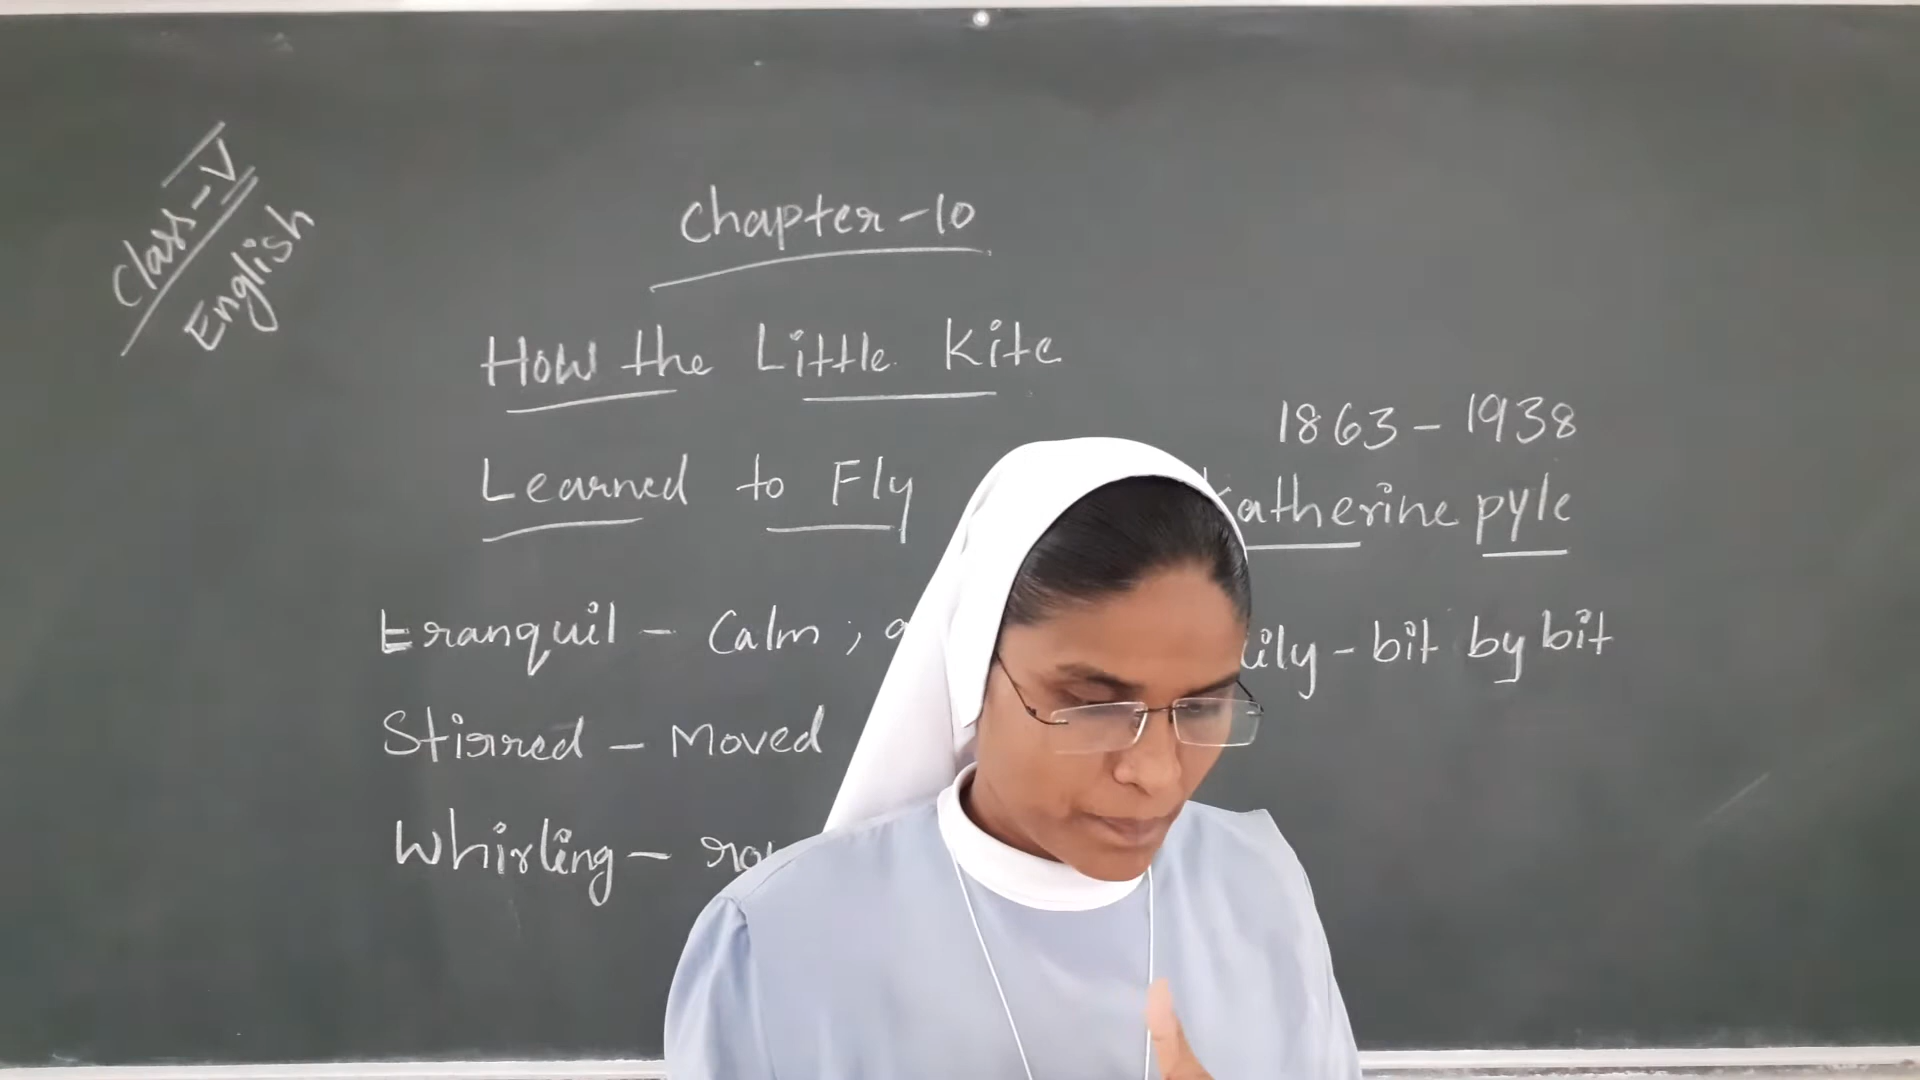 Class-V
English
Chapter-10
How the Little Kite
Learned to Fly
1863-1938
Katherine pyle
tranquil - Calm ;
- bit by bit
Stirred - Moved
Whirling -